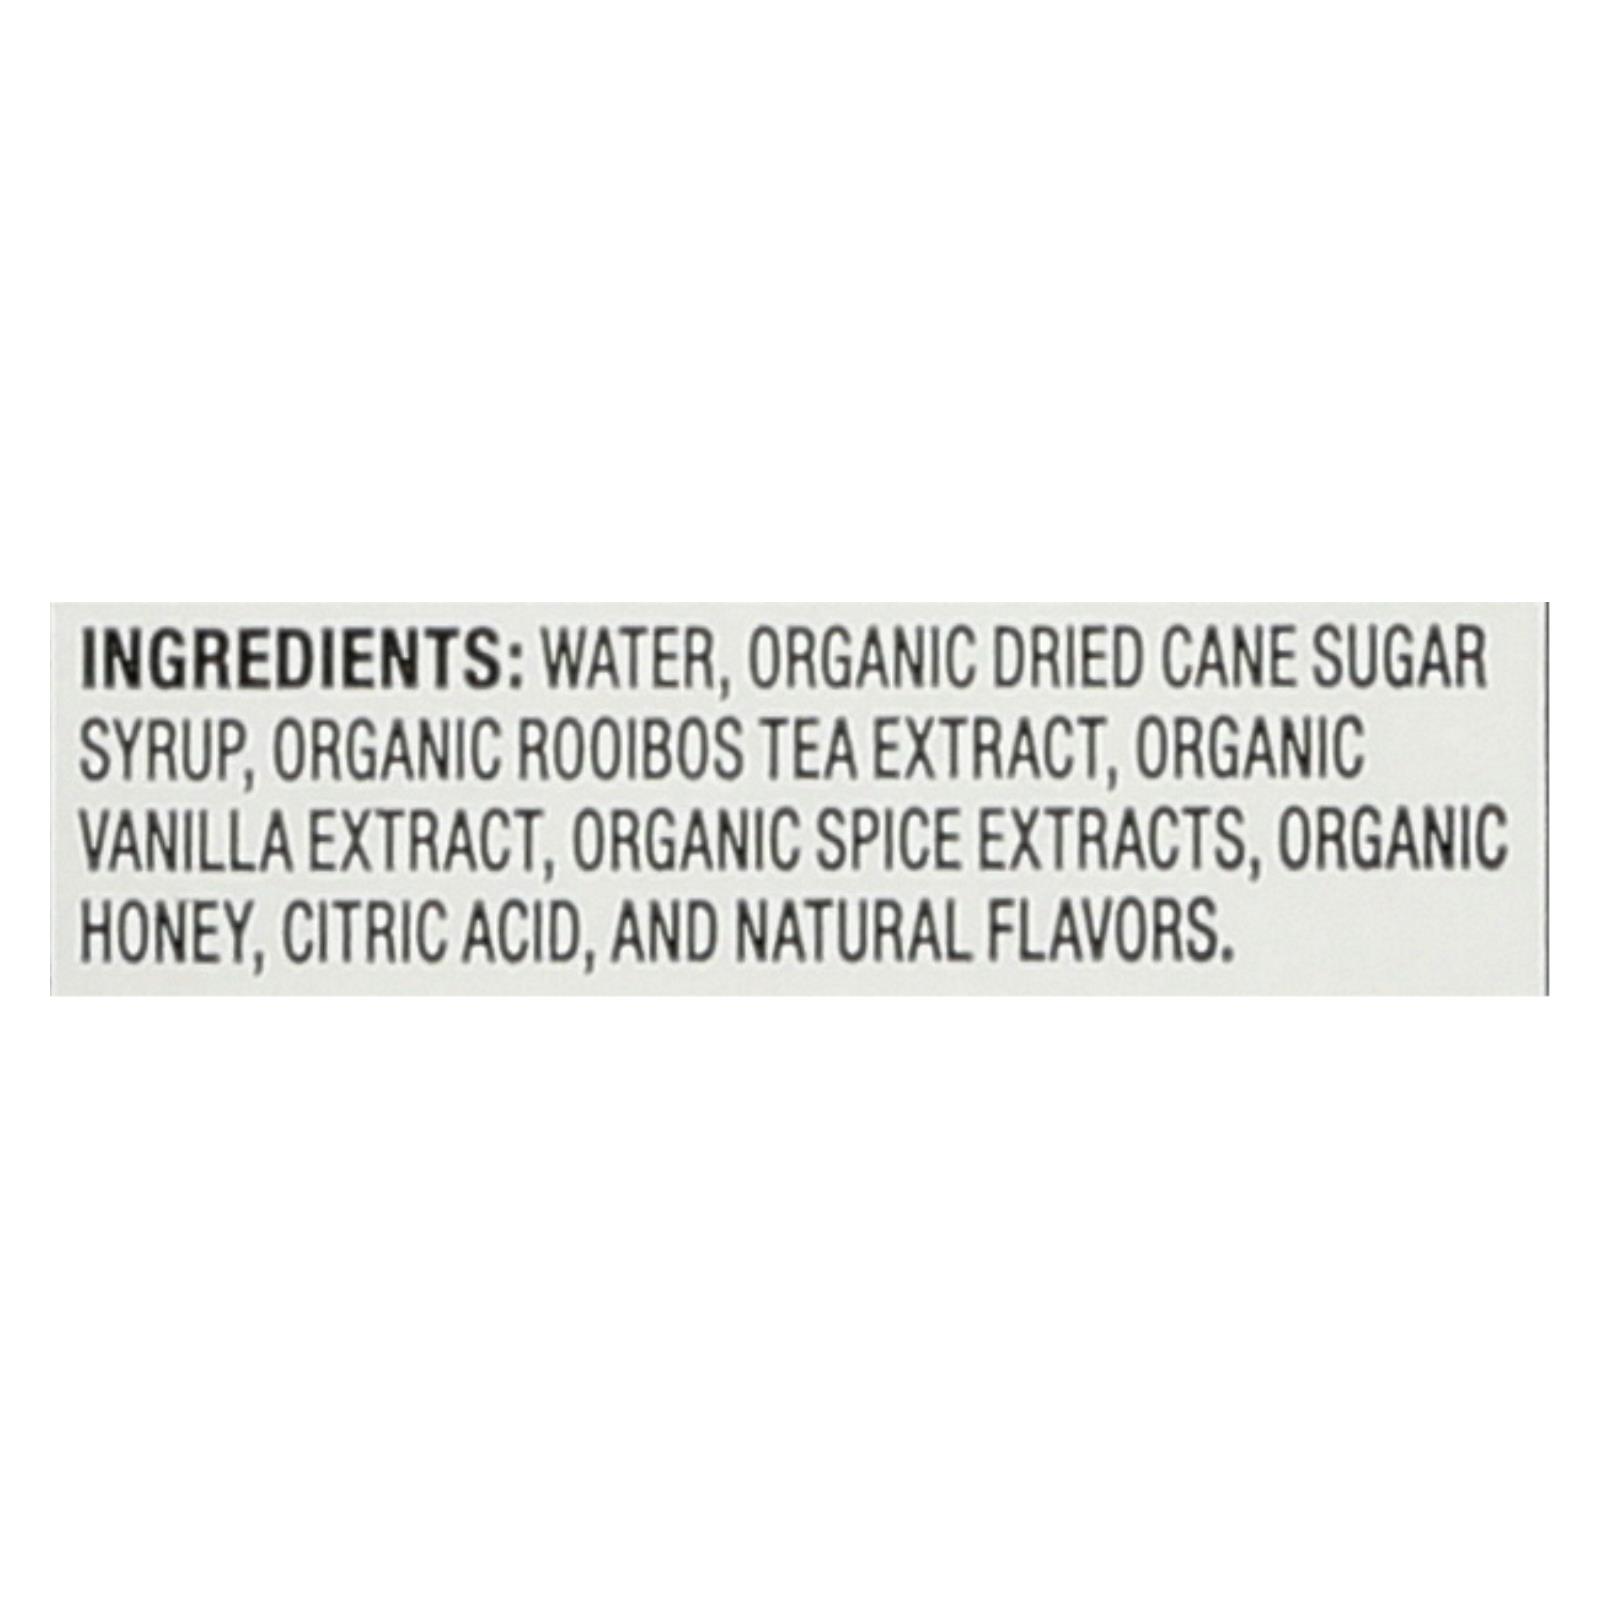 INGREDIENTS: WATER, ORGANIC DRIED CANE SUGAR
SYRUP, ORGANIC ROOIBOS TEA EXTRACT, ORGANIC
VANILLA EXTRACT, ORGANIC SPICE EXTRACTS, ORGANIC
HONEY, CITRIC ACID, AND NATURAL FLAVORS.